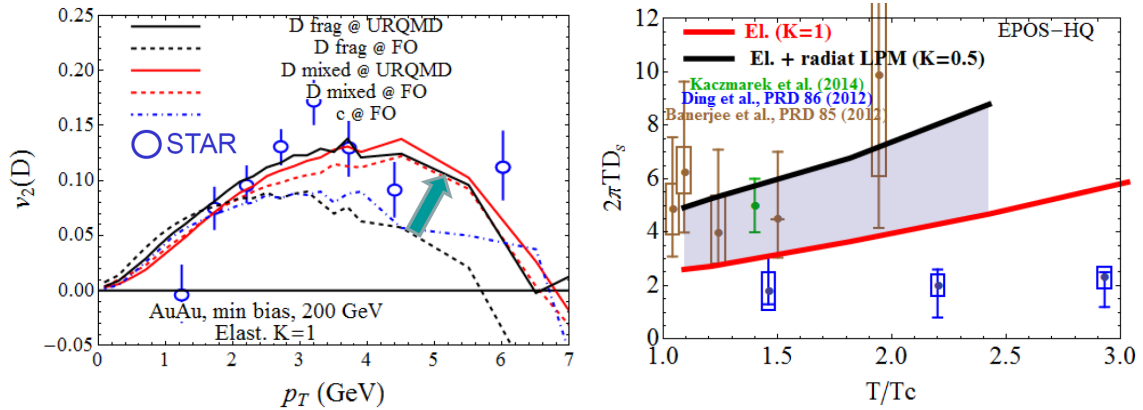 0.25
0.20
0.15
0.10
0.05
0.00
−0.05
v2(D)
D frag @ URQMD
D frag @ FO
D mixed @ URQMD
D mixed @ FO
c @ FO
STAR
AuAu, min bias, 200 GeV
Elast. K=1
0 1 2 3 4 5 6 7
pT (GeV)
12
10
8
6
4
2
0
2πTDs
El. (K=1)
EPOS−HQ
El. + radiat LPM (K=0.5)
Kaczmarek et al. (2014)
Ding et al., PRD 86 (2012)
Banerjee et al., PRD 85 (2012)
1.0 1.5 2.0 2.5 3.0
T/Tc